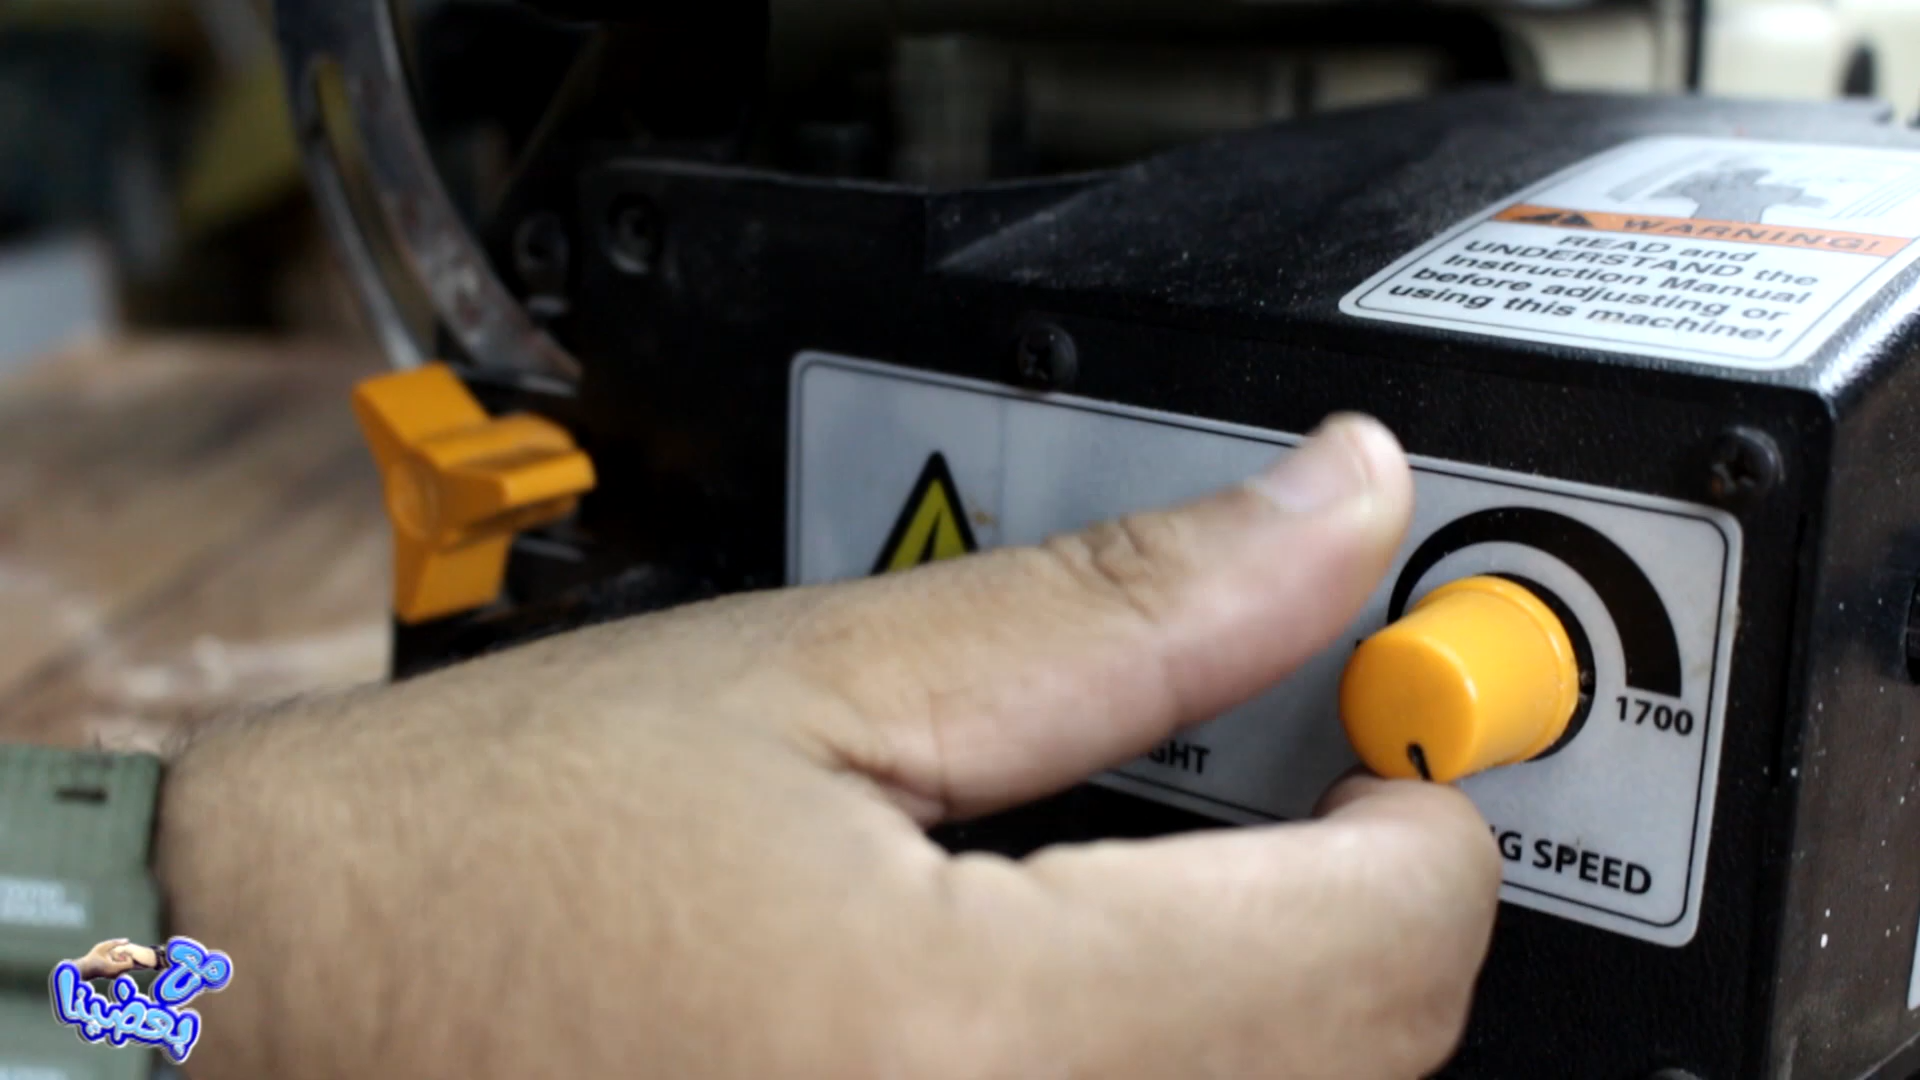 WARNING!
READ and
UNDERSTAND the
Instruction Manual
before adjusting or
using this machine!
1700
GHT
G SPEED
مع
بعضينا